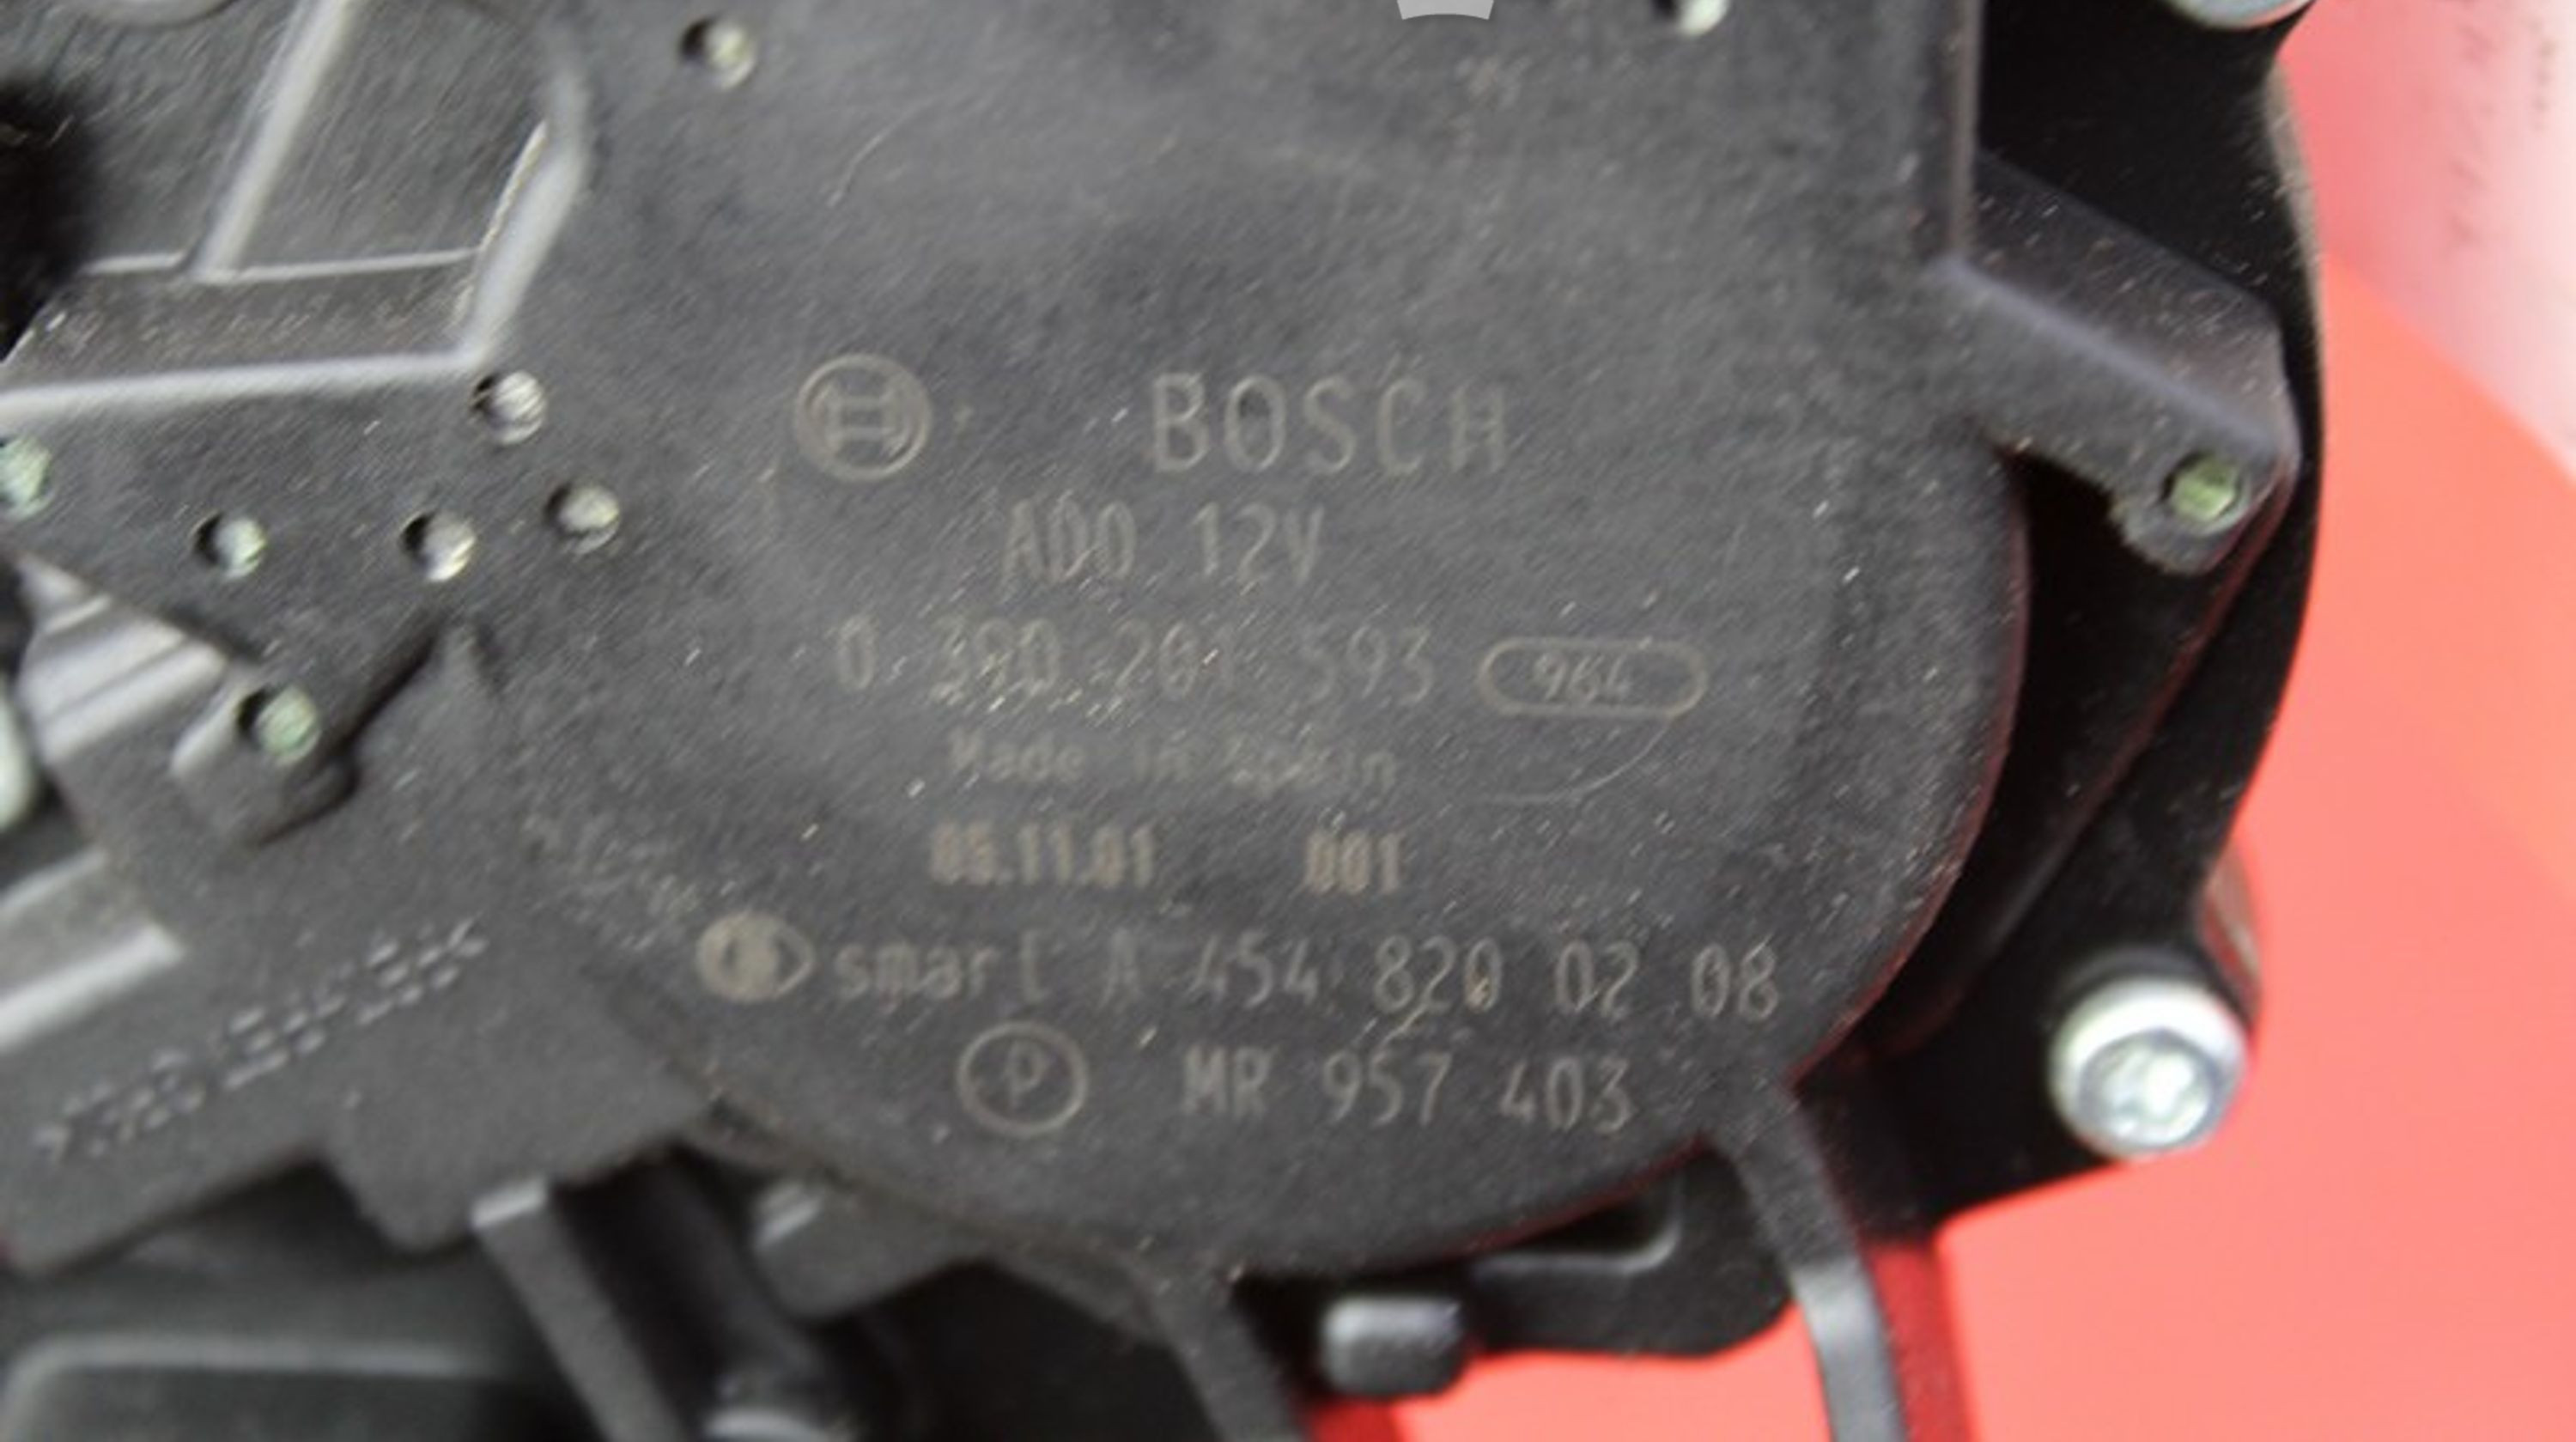 BOSCH
ADO 12V
0 390 201 593 964
Made in Spain
05.11.01 001
smart A 454 820 02 08
P MR 957 403